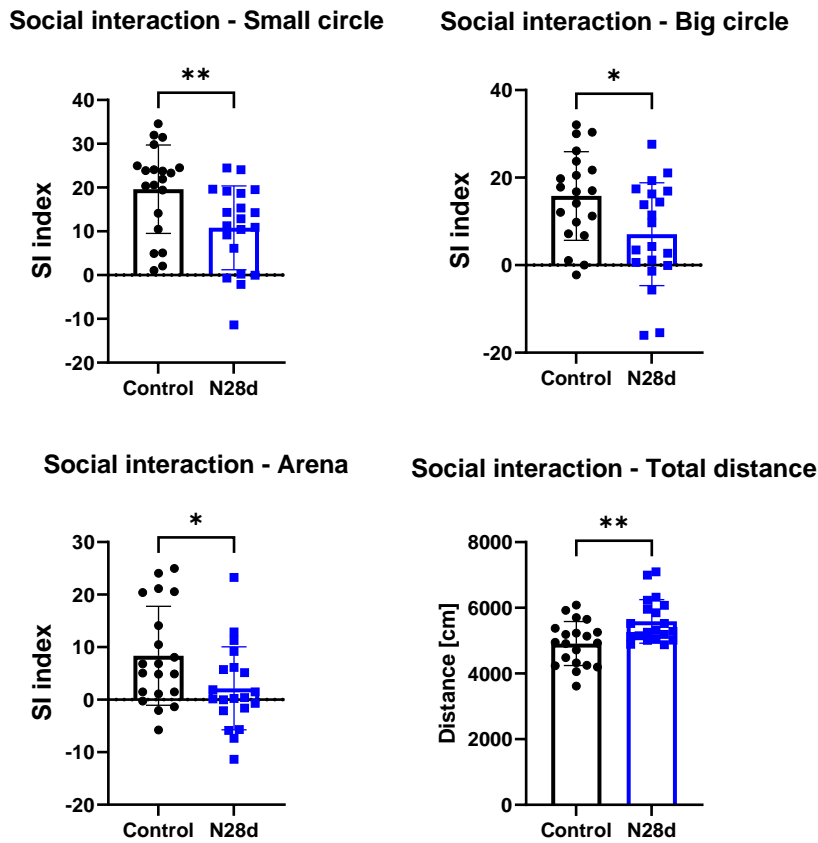 Social interaction - Small circle
**
40
30
20
10
0
-10
-20
SI index
Control N28d
Social interaction - Big circle
*
40
20
0
-20
SI index
Control N28d
Social interaction - Arena
*
30
20
10
0
-10
-20
SI index
Control N28d
Social interaction - Total distance
**
8000
6000
4000
2000
0
Distance [cm]
Control N28d